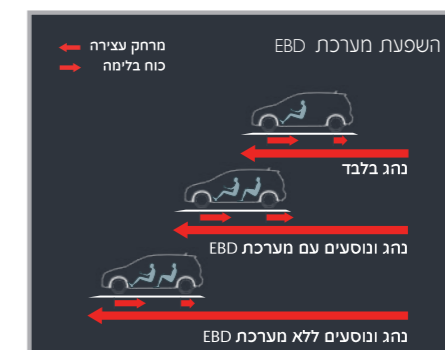 השפעת מערכת EBD
מרחק עצירה
כוח בלימה
נהג בלבד
נהג ונוסעים עם מערכת EBD
נהג ונוסעים ללא מערכת EBD